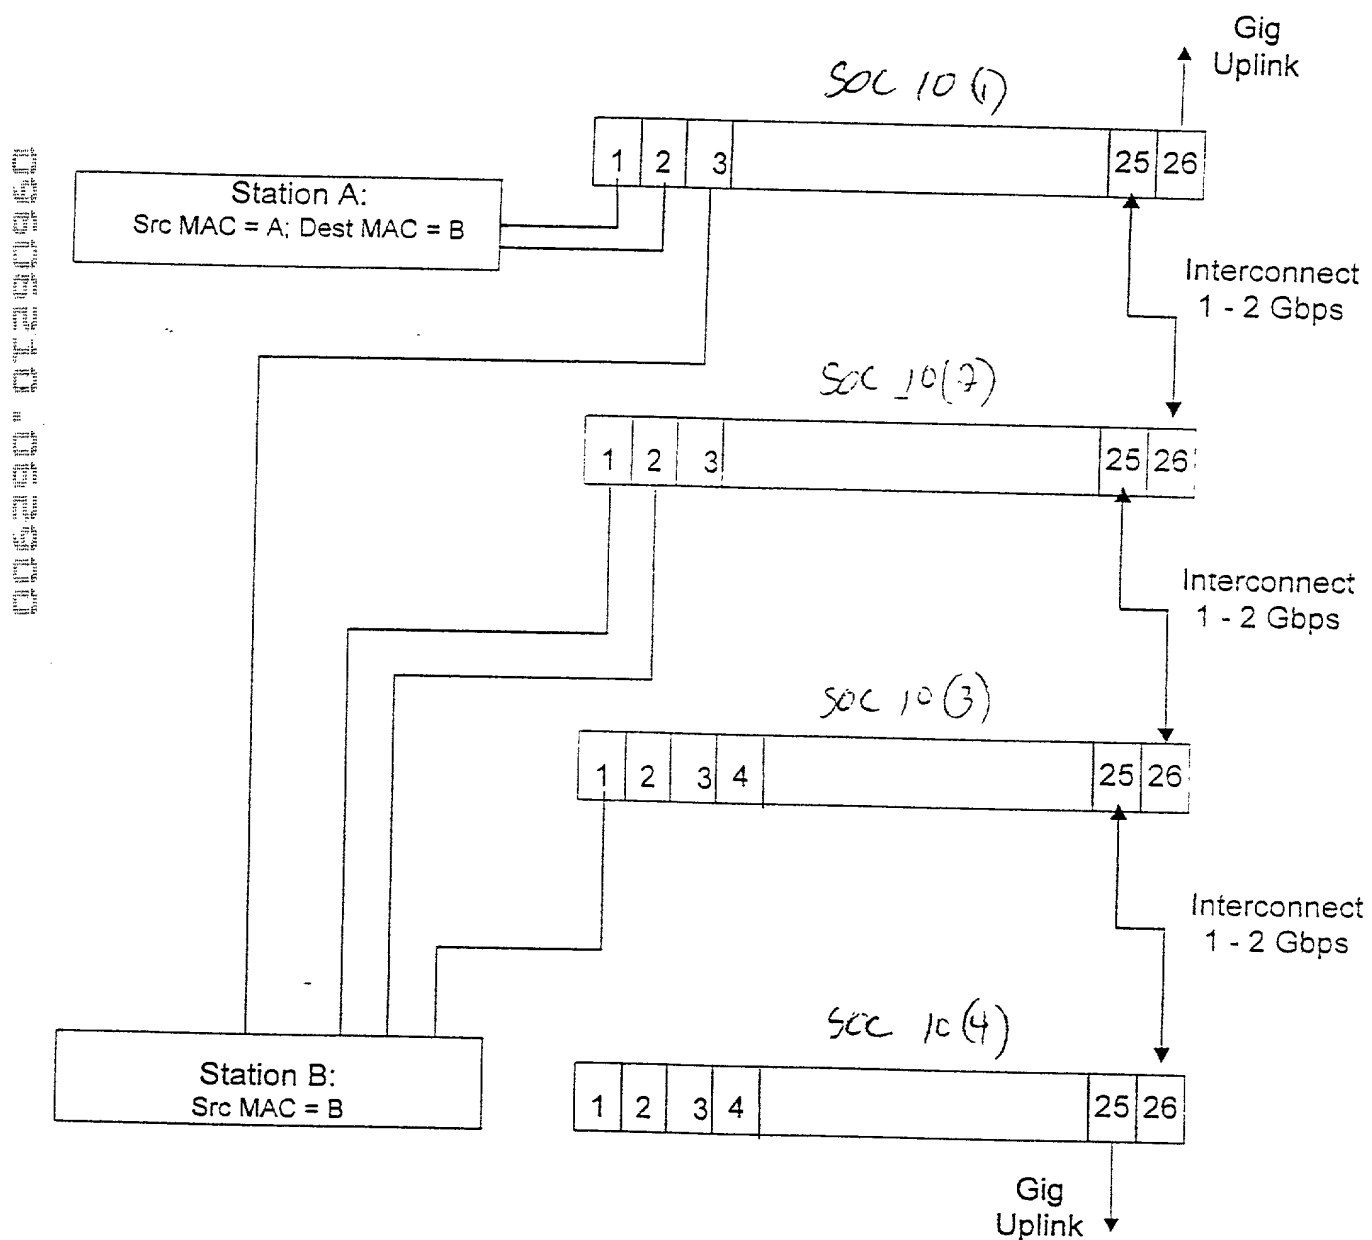 Gig
Uplink
SOC 10 (1)
1 2 3 25 26
Station A:
Src MAC = A; Dest MAC = B
Interconnect
1 - 2 Gbps
SOC 10(2)
1 2 3 25 26
Interconnect
1 - 2 Gbps
SOC 10 (3)
1 2 3 4 25 26
Interconnect
1 - 2 Gbps
SOC 10 (4)
Station B:
Src MAC = B
1 2 3 4 25 26
Gig
Uplink